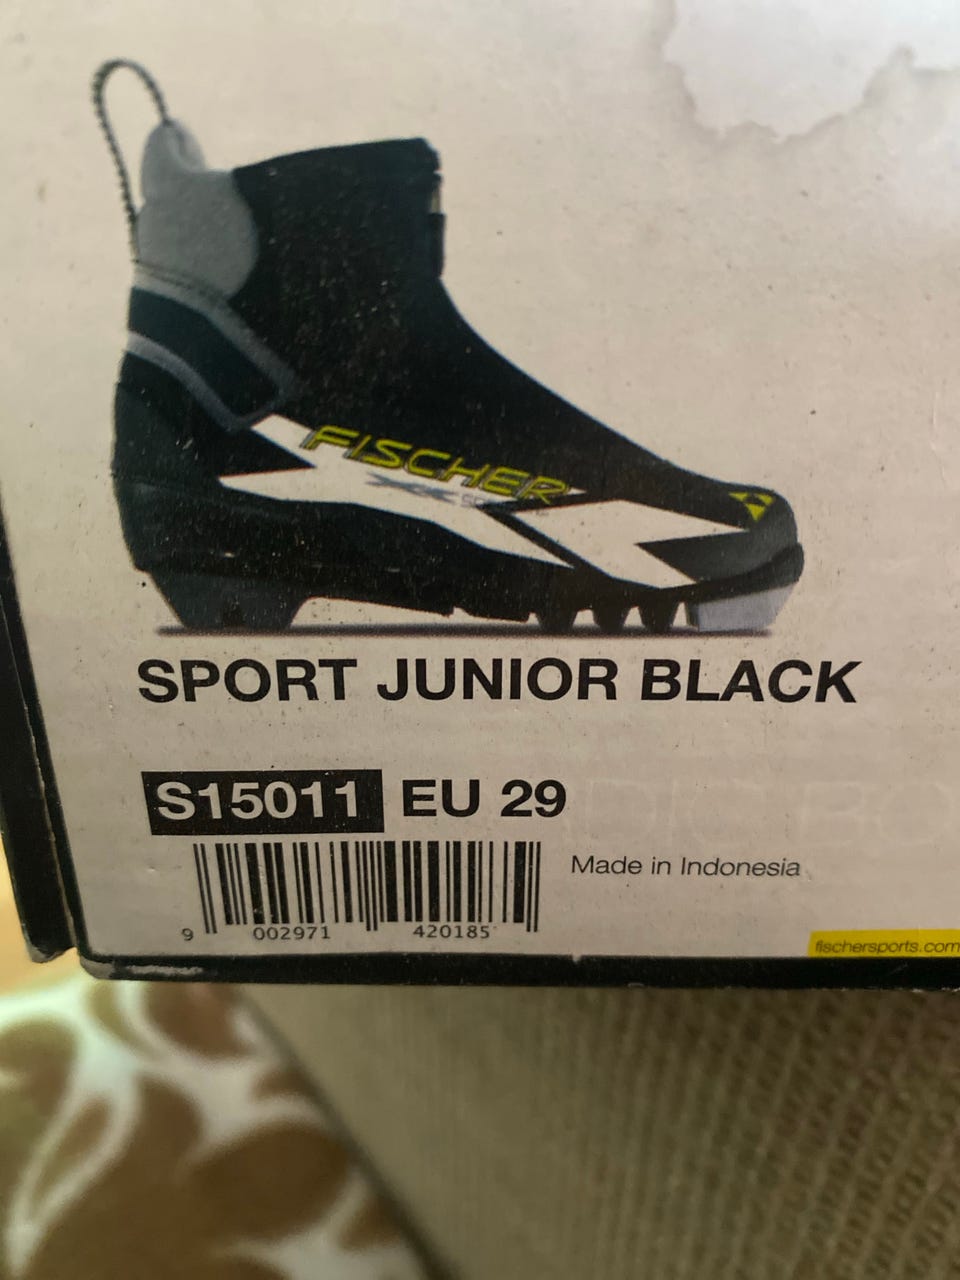 FISCHER
SPORT JUNIOR BLACK
S15011 EU 29
Made in Indonesia
9 002971 420185
fischersports.com